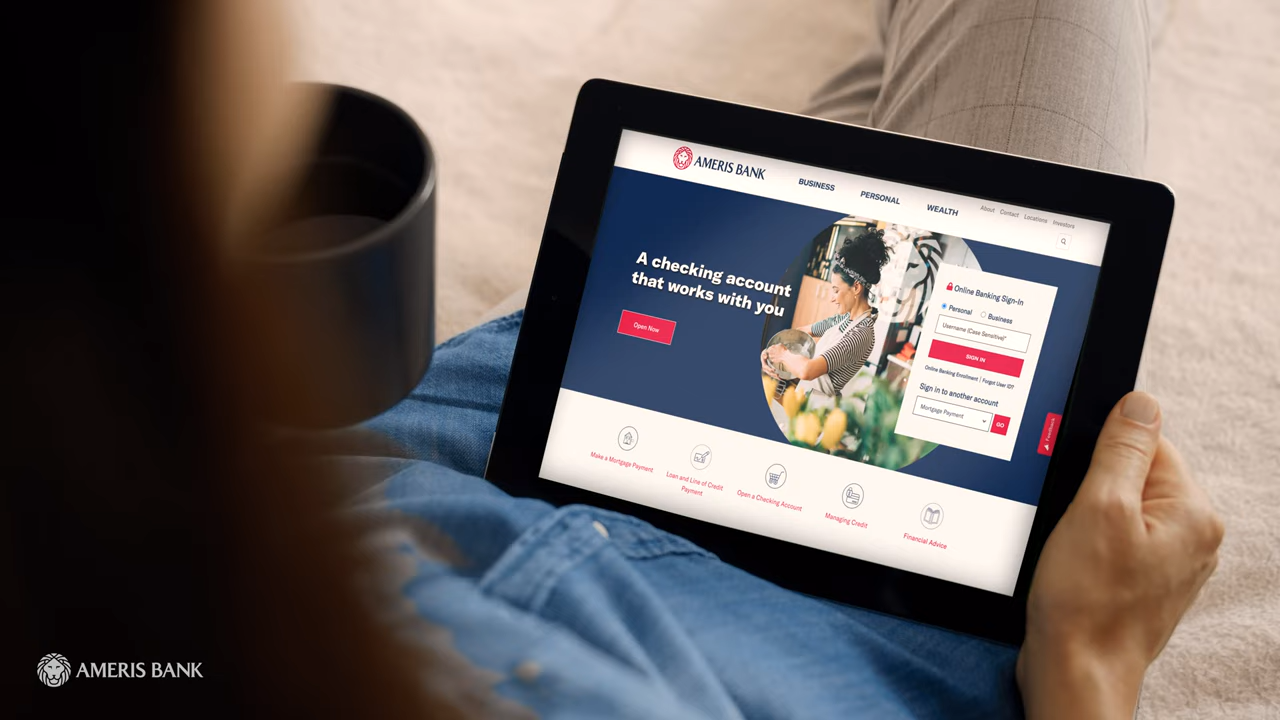 AMERIS BANK
BUSINESS
PERSONAL
WEALTH
About Contact Locations Investors
A checking account
that works with you
Open Now
Online Banking Sign-In
Personal
Business
Username (Case Sensitive)*
SIGN IN
Online Banking Enrollment | Forgot User ID?
Sign in to another account
Mortgage Payment
GO
Feedback
Make a Mortgage Payment
Loan and Line of Credit
Payment
Open a Checking Account
Managing Credit
Financial Advice
AMERIS BANK